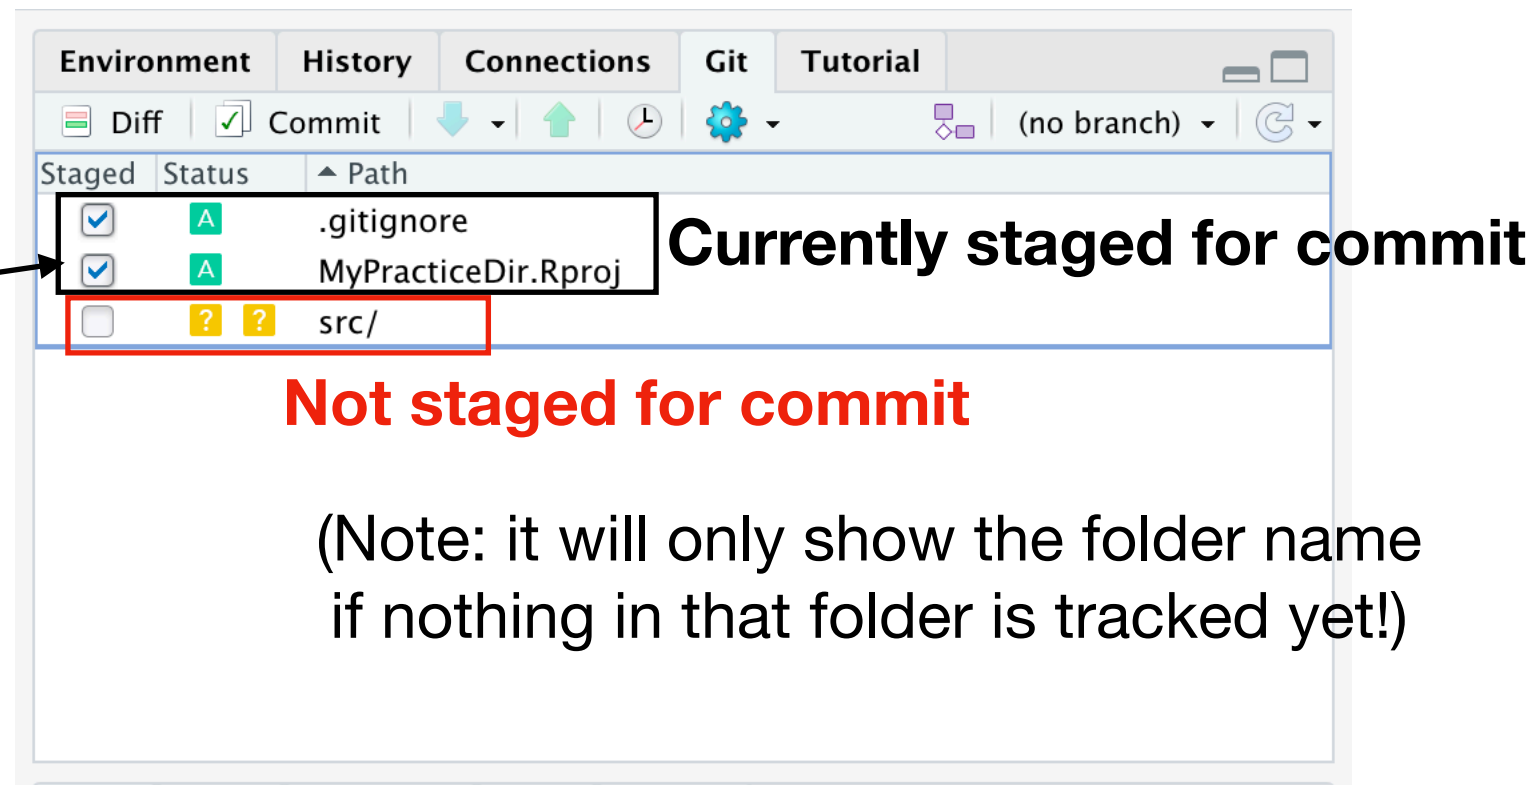 Environment History Connections Git Tutorial
Diff Commit (no branch)
Staged Status Path
A .gitignore
A MyPracticeDir.Rproj
Currently staged for commit
? ? src/
Not staged for commit
(Note: it will only show the folder name
if nothing in that folder is tracked yet!)